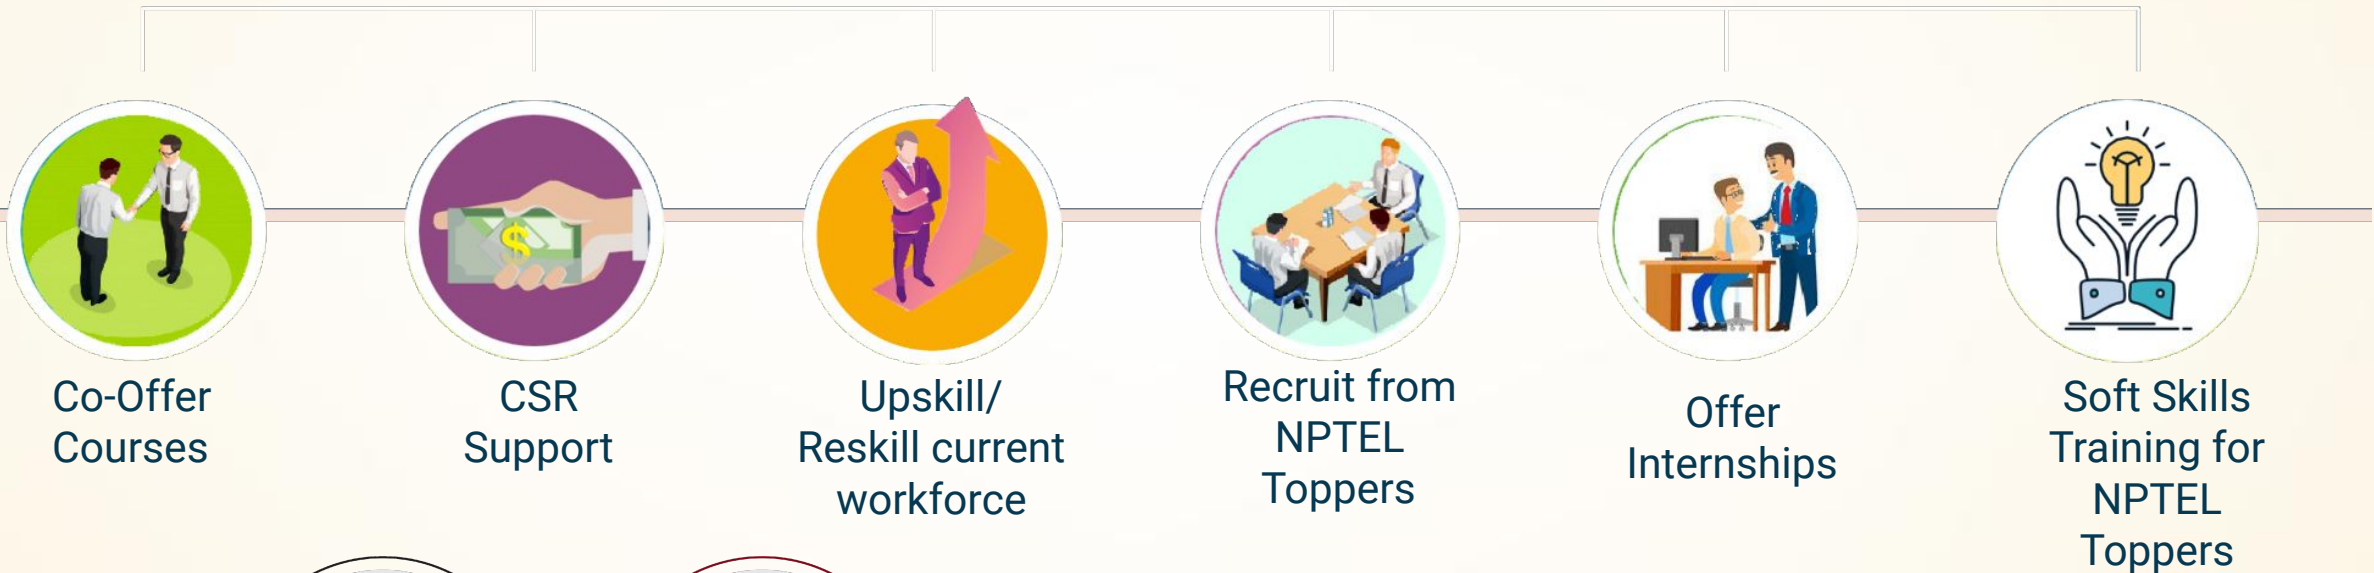 Co-Offer
Courses
CSR
Support
Upskill/
Reskill current
workforce
Recruit from
NPTEL
Toppers
Offer
Internships
Soft Skills
Training for
NPTEL
Toppers